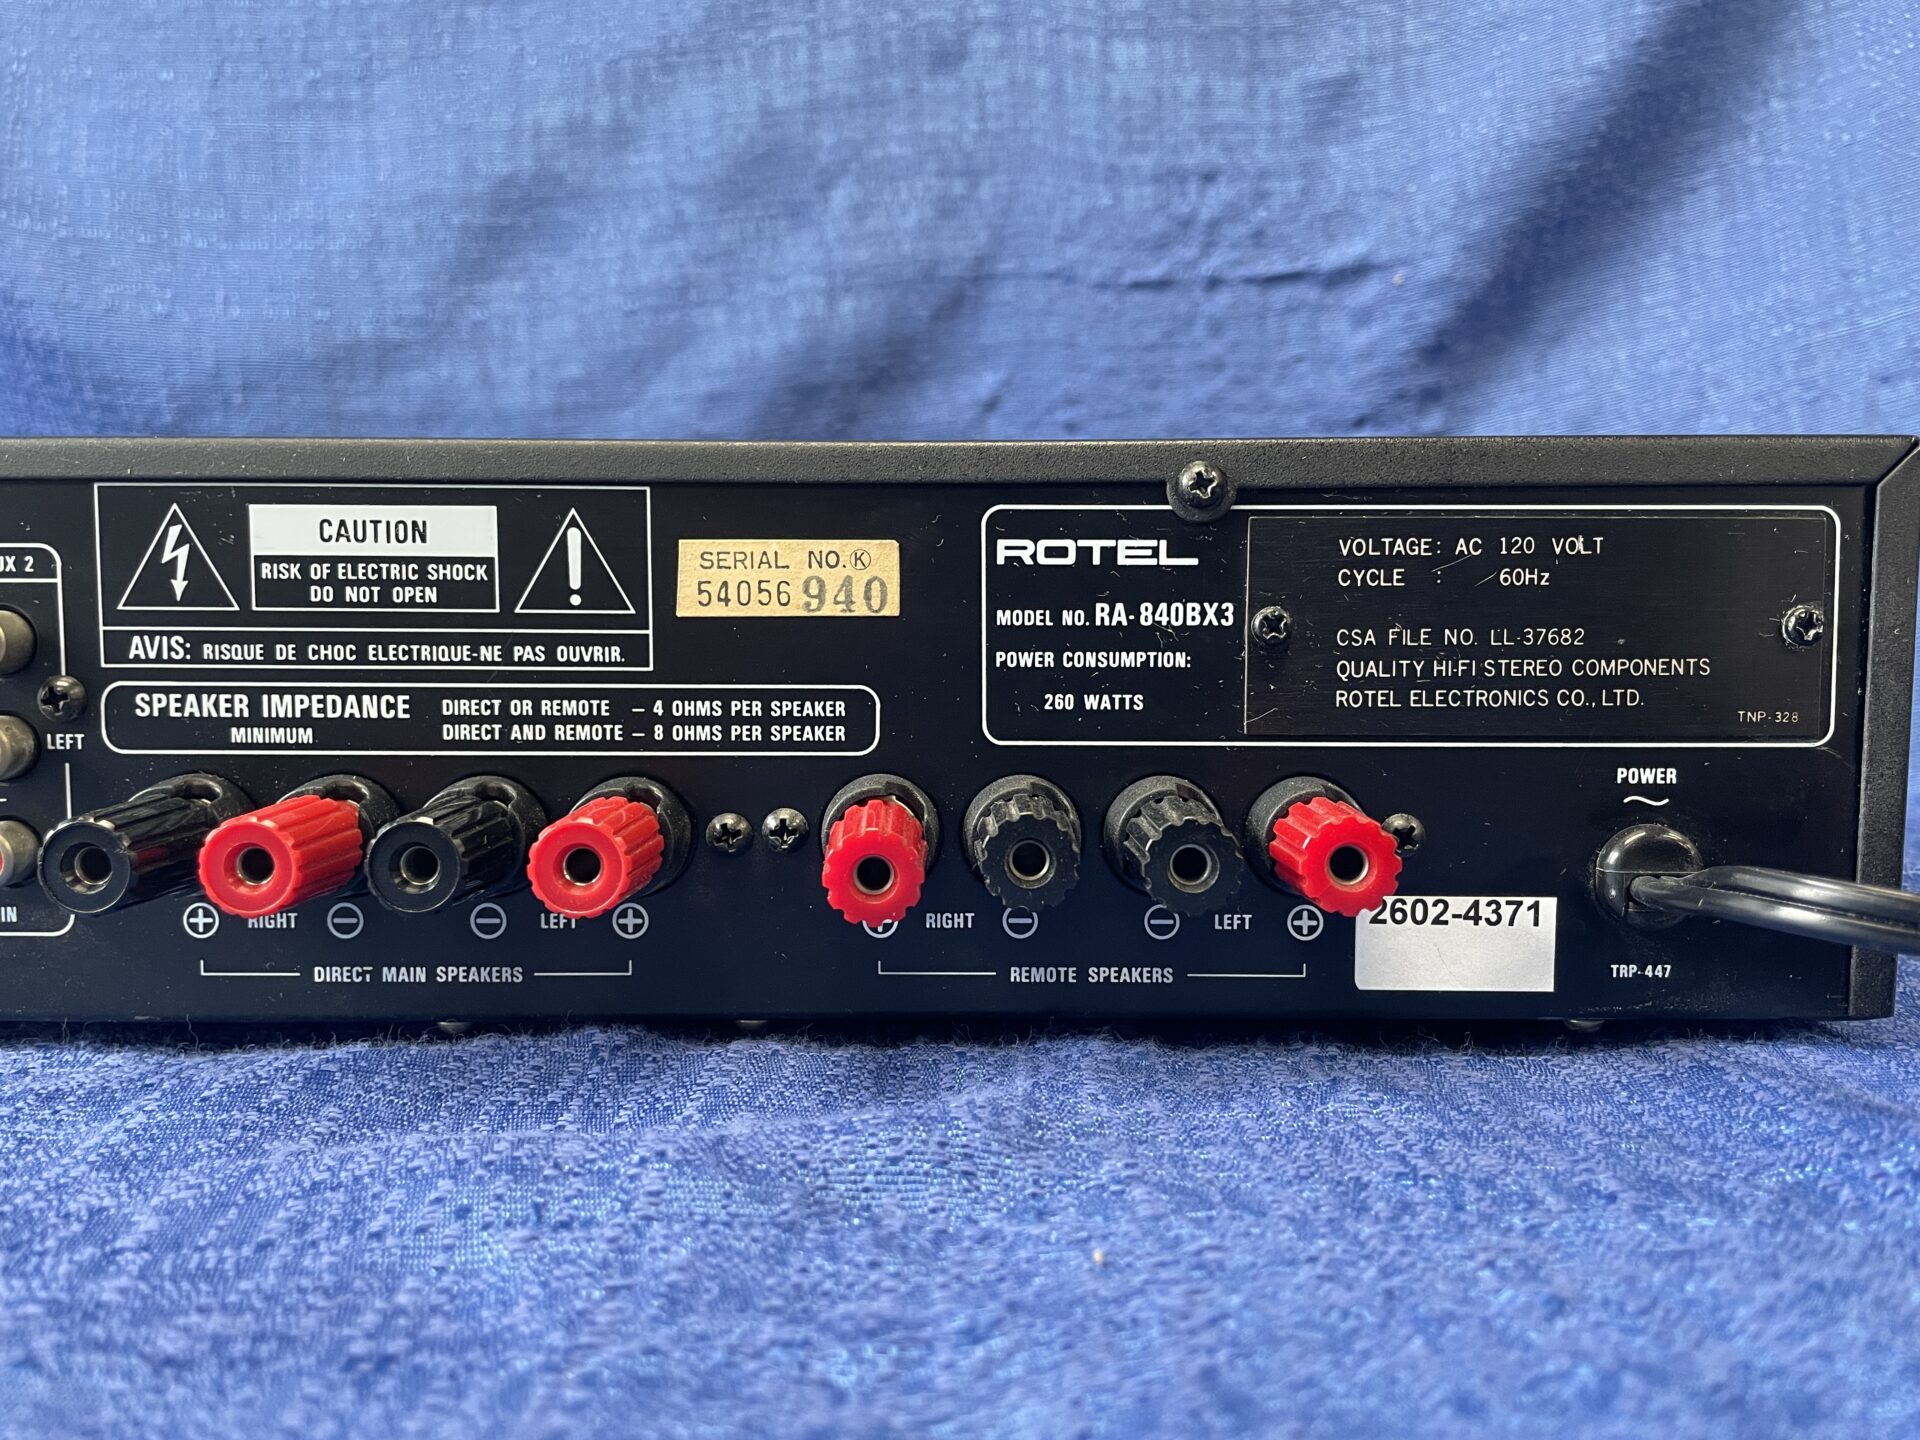 UX 2
LEFT
IN
CAUTION
RISK OF ELECTRIC SHOCK
DO NOT OPEN
AVIS: RISQUE DE CHOC ELECTRIQUE-NE PAS OUVRIR.
SERIAL NO. Ⓚ
54056 940
SPEAKER IMPEDANCE
MINIMUM
DIRECT OR REMOTE – 4 OHMS PER SPEAKER
DIRECT AND REMOTE – 8 OHMS PER SPEAKER
ROTEL
MODEL NO. RA-840BX3
POWER CONSUMPTION:
260 WATTS
VOLTAGE: AC 120 VOLT
CYCLE : 60Hz
CSA FILE NO. LL-37682
QUALITY HI-FI STEREO COMPONENTS
ROTEL ELECTRONICS CO., LTD.
TNP-328
POWER
~
+ RIGHT − − LEFT +
DIRECT MAIN SPEAKERS
+ RIGHT − − LEFT +
REMOTE SPEAKERS
2602-4371
TRP-447